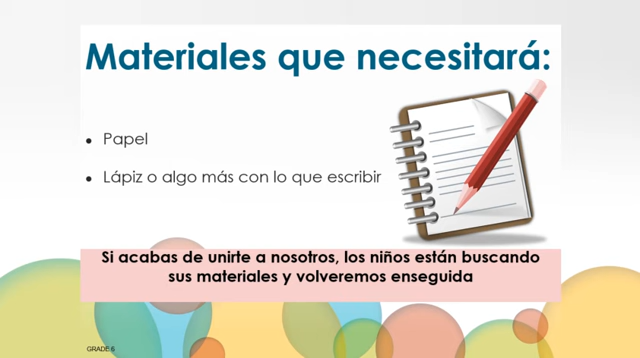 Materiales que necesitará:
Papel
Lápiz o algo más con lo que escribir
Si acabas de unirte a nosotros, los niños están buscando
sus materiales y volveremos enseguida
GRADE 6